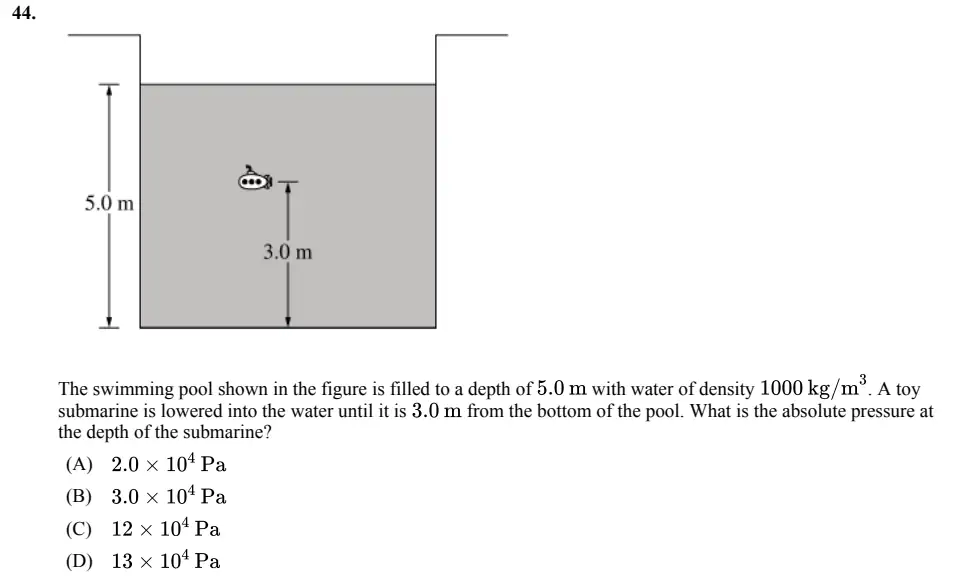 44.
5.0 m
3.0 m
The swimming pool shown in the figure is filled to a depth of 5.0 m with water of density 1000 kg/m³. A toy
submarine is lowered into the water until it is 3.0 m from the bottom of the pool. What is the absolute pressure at
the depth of the submarine?
(A) 2.0 × 10⁴ Pa
(B) 3.0 × 10⁴ Pa
(C) 12 × 10⁴ Pa
(D) 13 × 10⁴ Pa